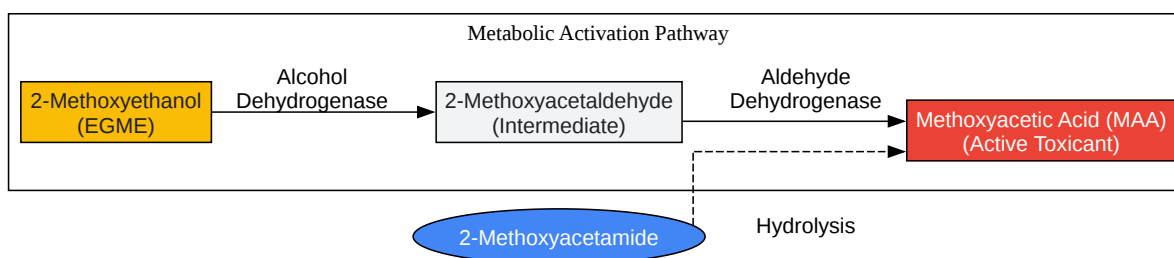 Metabolic Activation Pathway
2-Methoxyethanol
(EGME)
Alcohol
Dehydrogenase
2-Methoxyacetaldehyde
(Intermediate)
Aldehyde
Dehydrogenase
Methoxyacetic Acid (MAA)
(Active Toxicant)
2-Methoxyacetamide
Hydrolysis